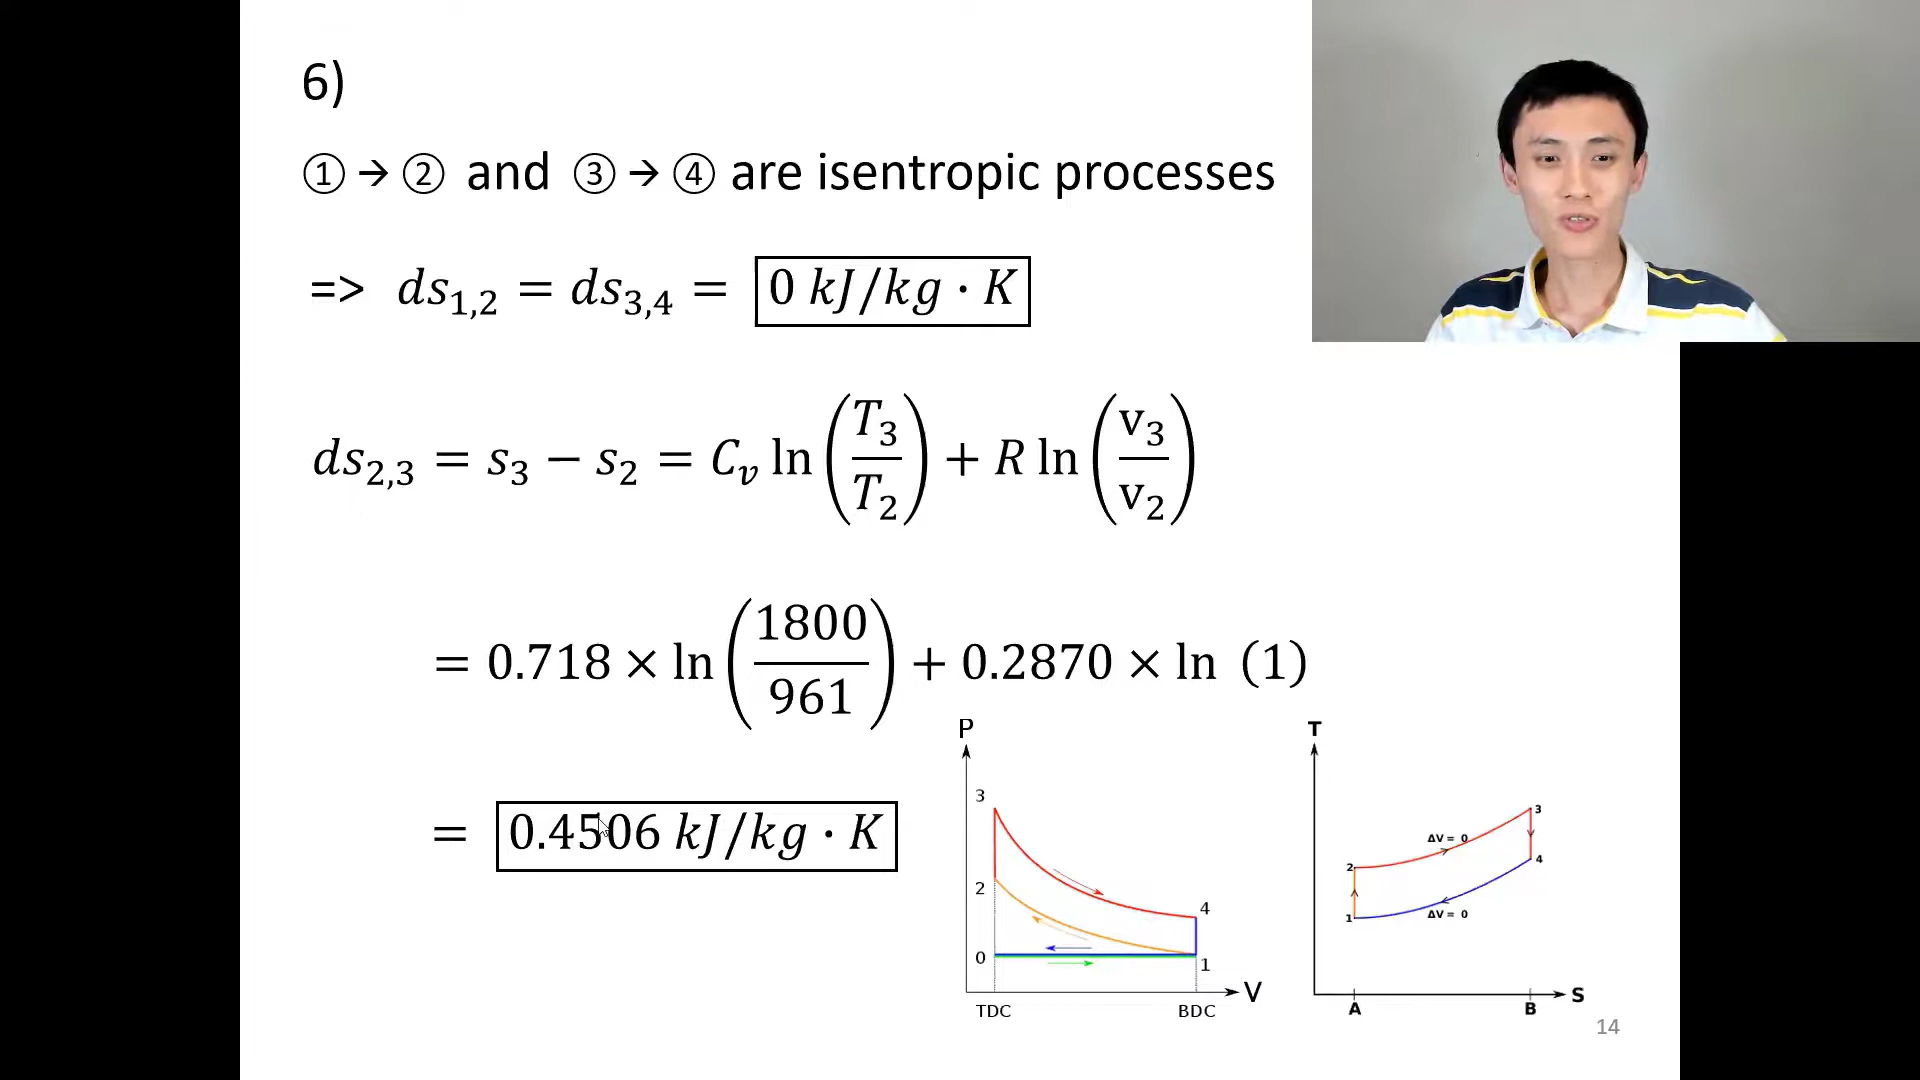 6)
① → ② and ③ → ④ are isentropic processes
=> ds₁,₂ = ds₃,₄ = 0 kJ/kg · K
ds₂,₃ = s₃ − s₂ = Cᵥ ln (T₃/T₂) + R ln (v₃/v₂)
= 0.718 × ln (1800/961) + 0.2870 × ln (1)
= 0.4506 kJ/kg · K
P
3
2
4
0
1
V
TDC
BDC
T
3
ΔV = 0
2
4
1
ΔV = 0
S
A
B
14